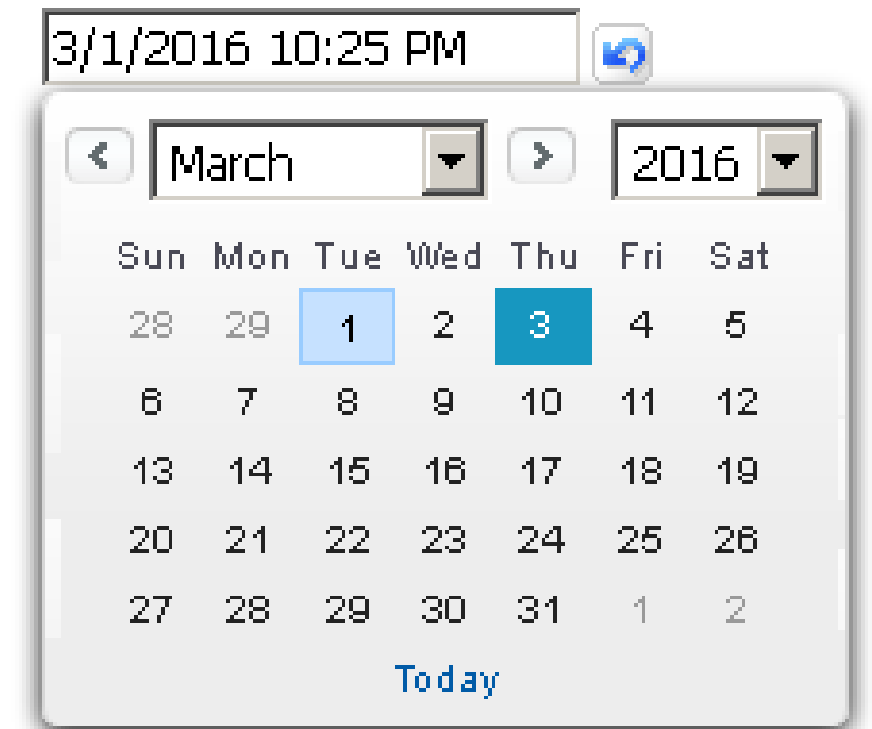 3/1/2016 10:25 PM
March 2016
Sun Mon Tue Wed Thu Fri Sat
28 29 1 2 3 4 5
6 7 8 9 10 11 12
13 14 15 16 17 18 19
20 21 22 23 24 25 26
27 28 29 30 31 1 2
Today